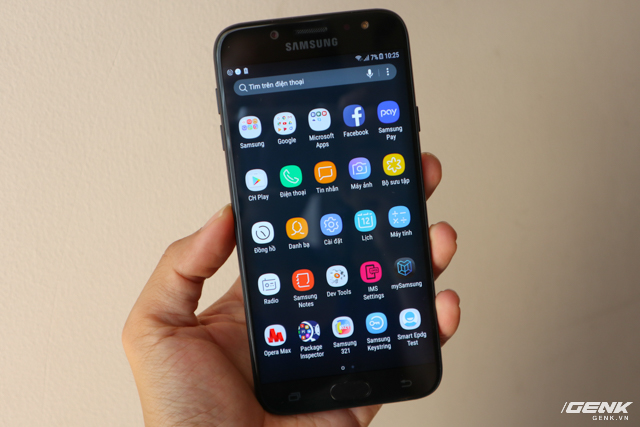 SAMSUNG
7% 10:25
Tìm trên điện thoại
Samsung
Google
Microsoft
Apps
Facebook
pay
Samsung
Pay
CH Play
Điện thoại
Tin nhắn
Máy ảnh
Bộ sưu tập
Đồng hồ
Danh bạ
Cài đặt
12
Lịch
Máy tính
Radio
Samsung
Notes
Dev Tools
IMS
Settings
mySamsung
Opera Max
Package
Inspector
Samsung
321
Samsung
Keystring
Smart Epdg
Test
GENK
GENK.VN